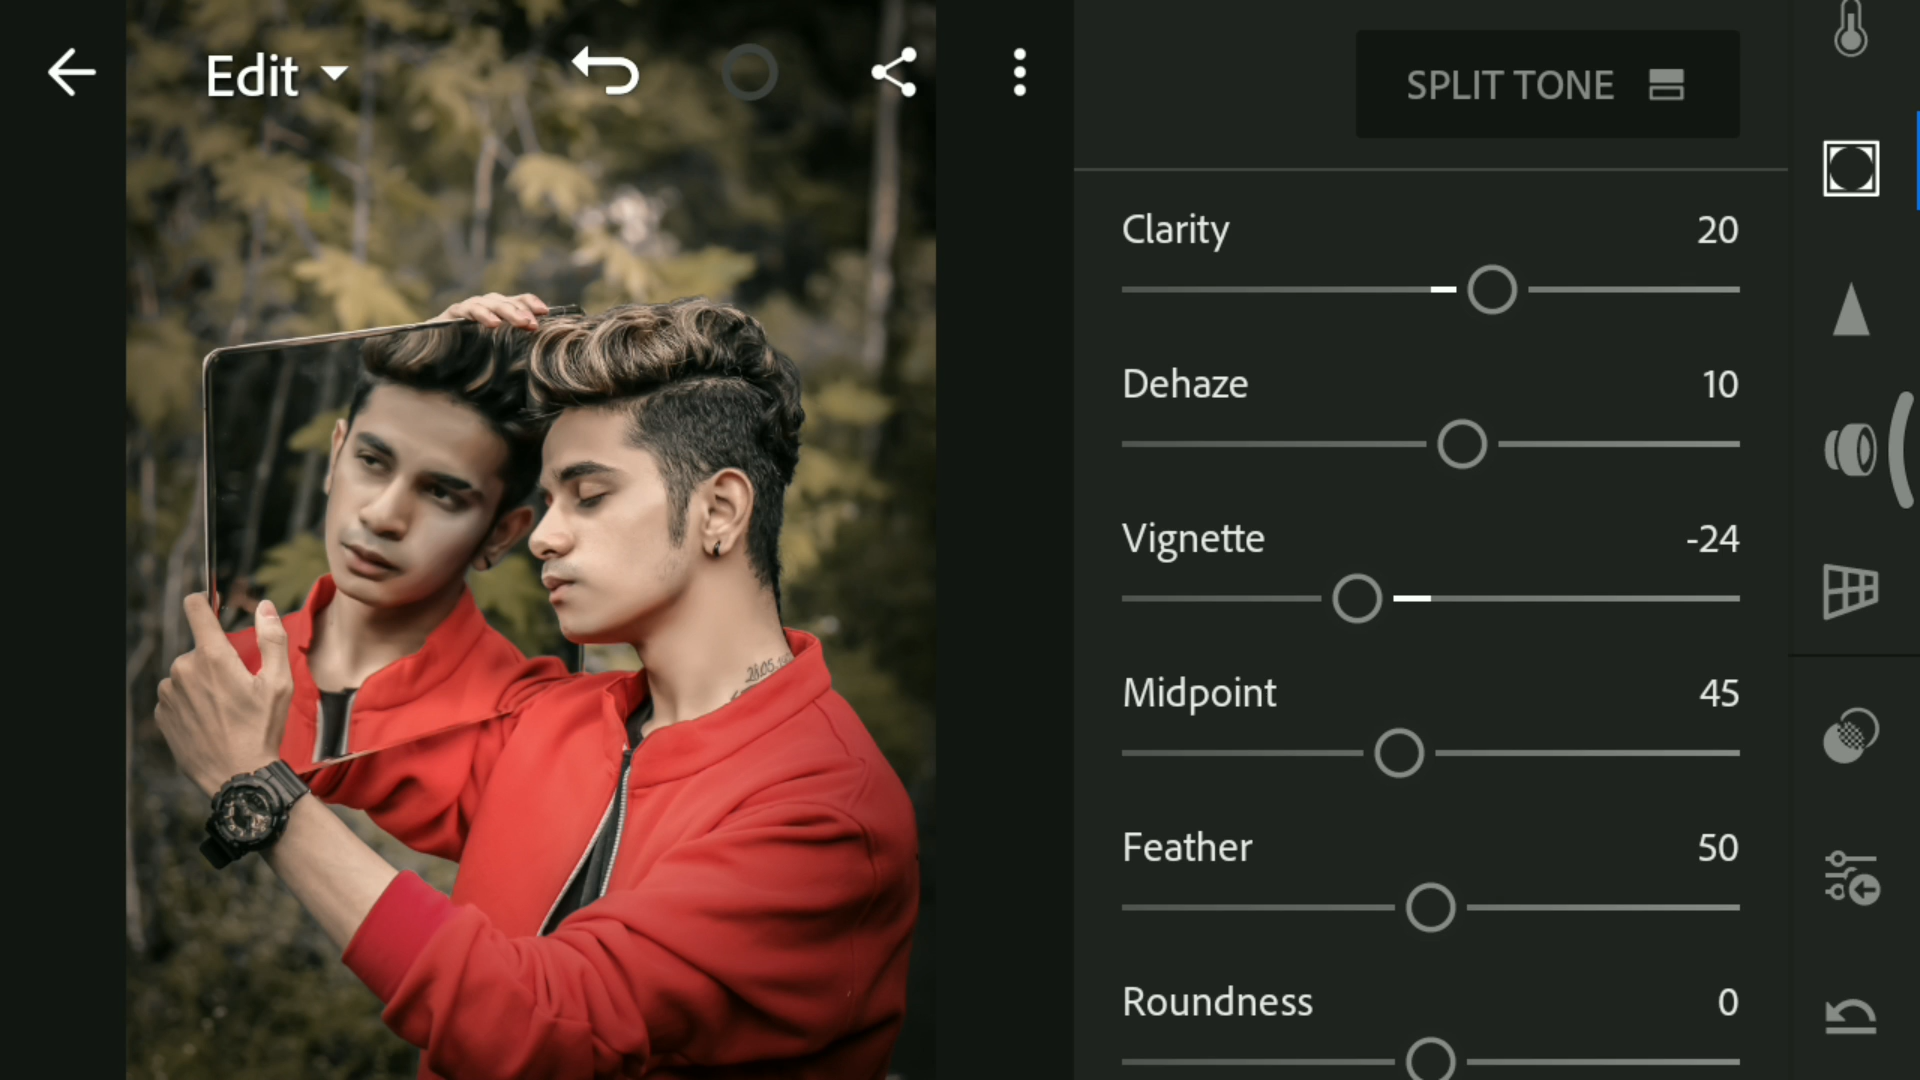 Edit
SPLIT TONE
Clarity 20
Dehaze 10
Vignette -24
Midpoint 45
Feather 50
Roundness 0